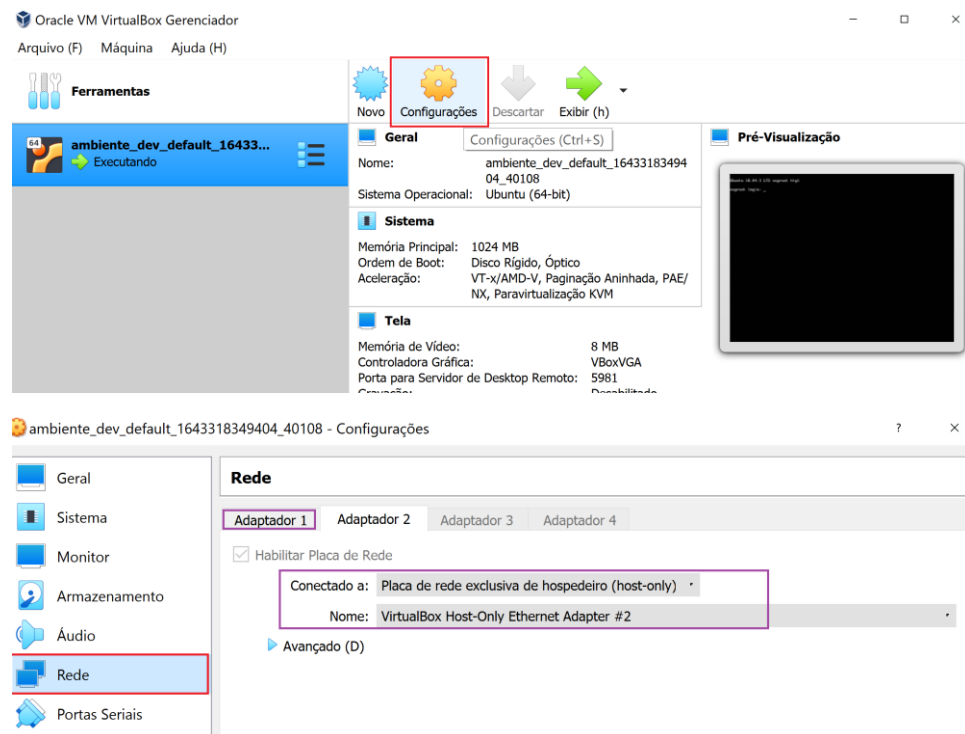 Oracle VM VirtualBox Gerenciador
Arquivo (F) Máquina Ajuda (H)
Ferramentas
Novo Configurações Descartar Exibir (h)
Configurações (Ctrl+S)
64
ambiente_dev_default_16433...
Executando
Geral
Nome: ambiente_dev_default_16433183494
04_40108
Sistema Operacional: Ubuntu (64-bit)
Sistema
Memória Principal: 1024 MB
Ordem de Boot: Disco Rígido, Óptico
Aceleração: VT-x/AMD-V, Paginação Aninhada, PAE/
NX, Paravirtualização KVM
Tela
Memória de Vídeo: 8 MB
Controladora Gráfica: VBoxVGA
Porta para Servidor de Desktop Remoto: 5981
Gravação: Desabilitado
Pré-Visualização
ambiente_dev_default_1643318349404_40108 - Configurações
?
Geral
Sistema
Monitor
Armazenamento
Áudio
Rede
Portas Seriais
Rede
Adaptador 1 Adaptador 2 Adaptador 3 Adaptador 4
Habilitar Placa de Rede
Conectado a: Placa de rede exclusiva de hospedeiro (host-only)
Nome: VirtualBox Host-Only Ethernet Adapter #2
Avançado (D)